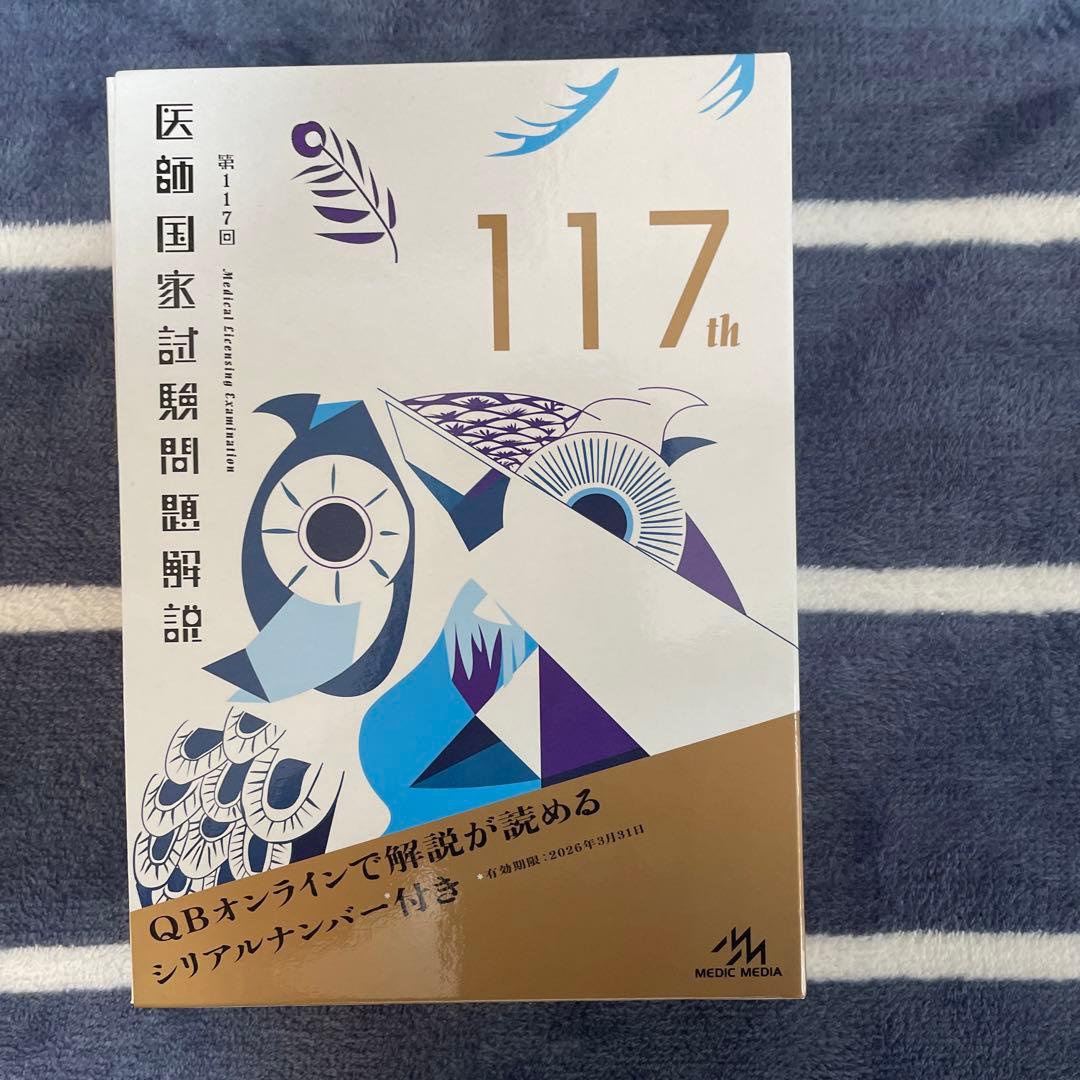 医師国家試験問題解説
第117回
Medical Licensing Examination
117th
QBオンラインで解説が読める
シリアルナンバー*付き
*有効期限：2026年3月31日
MEDIC MEDIA